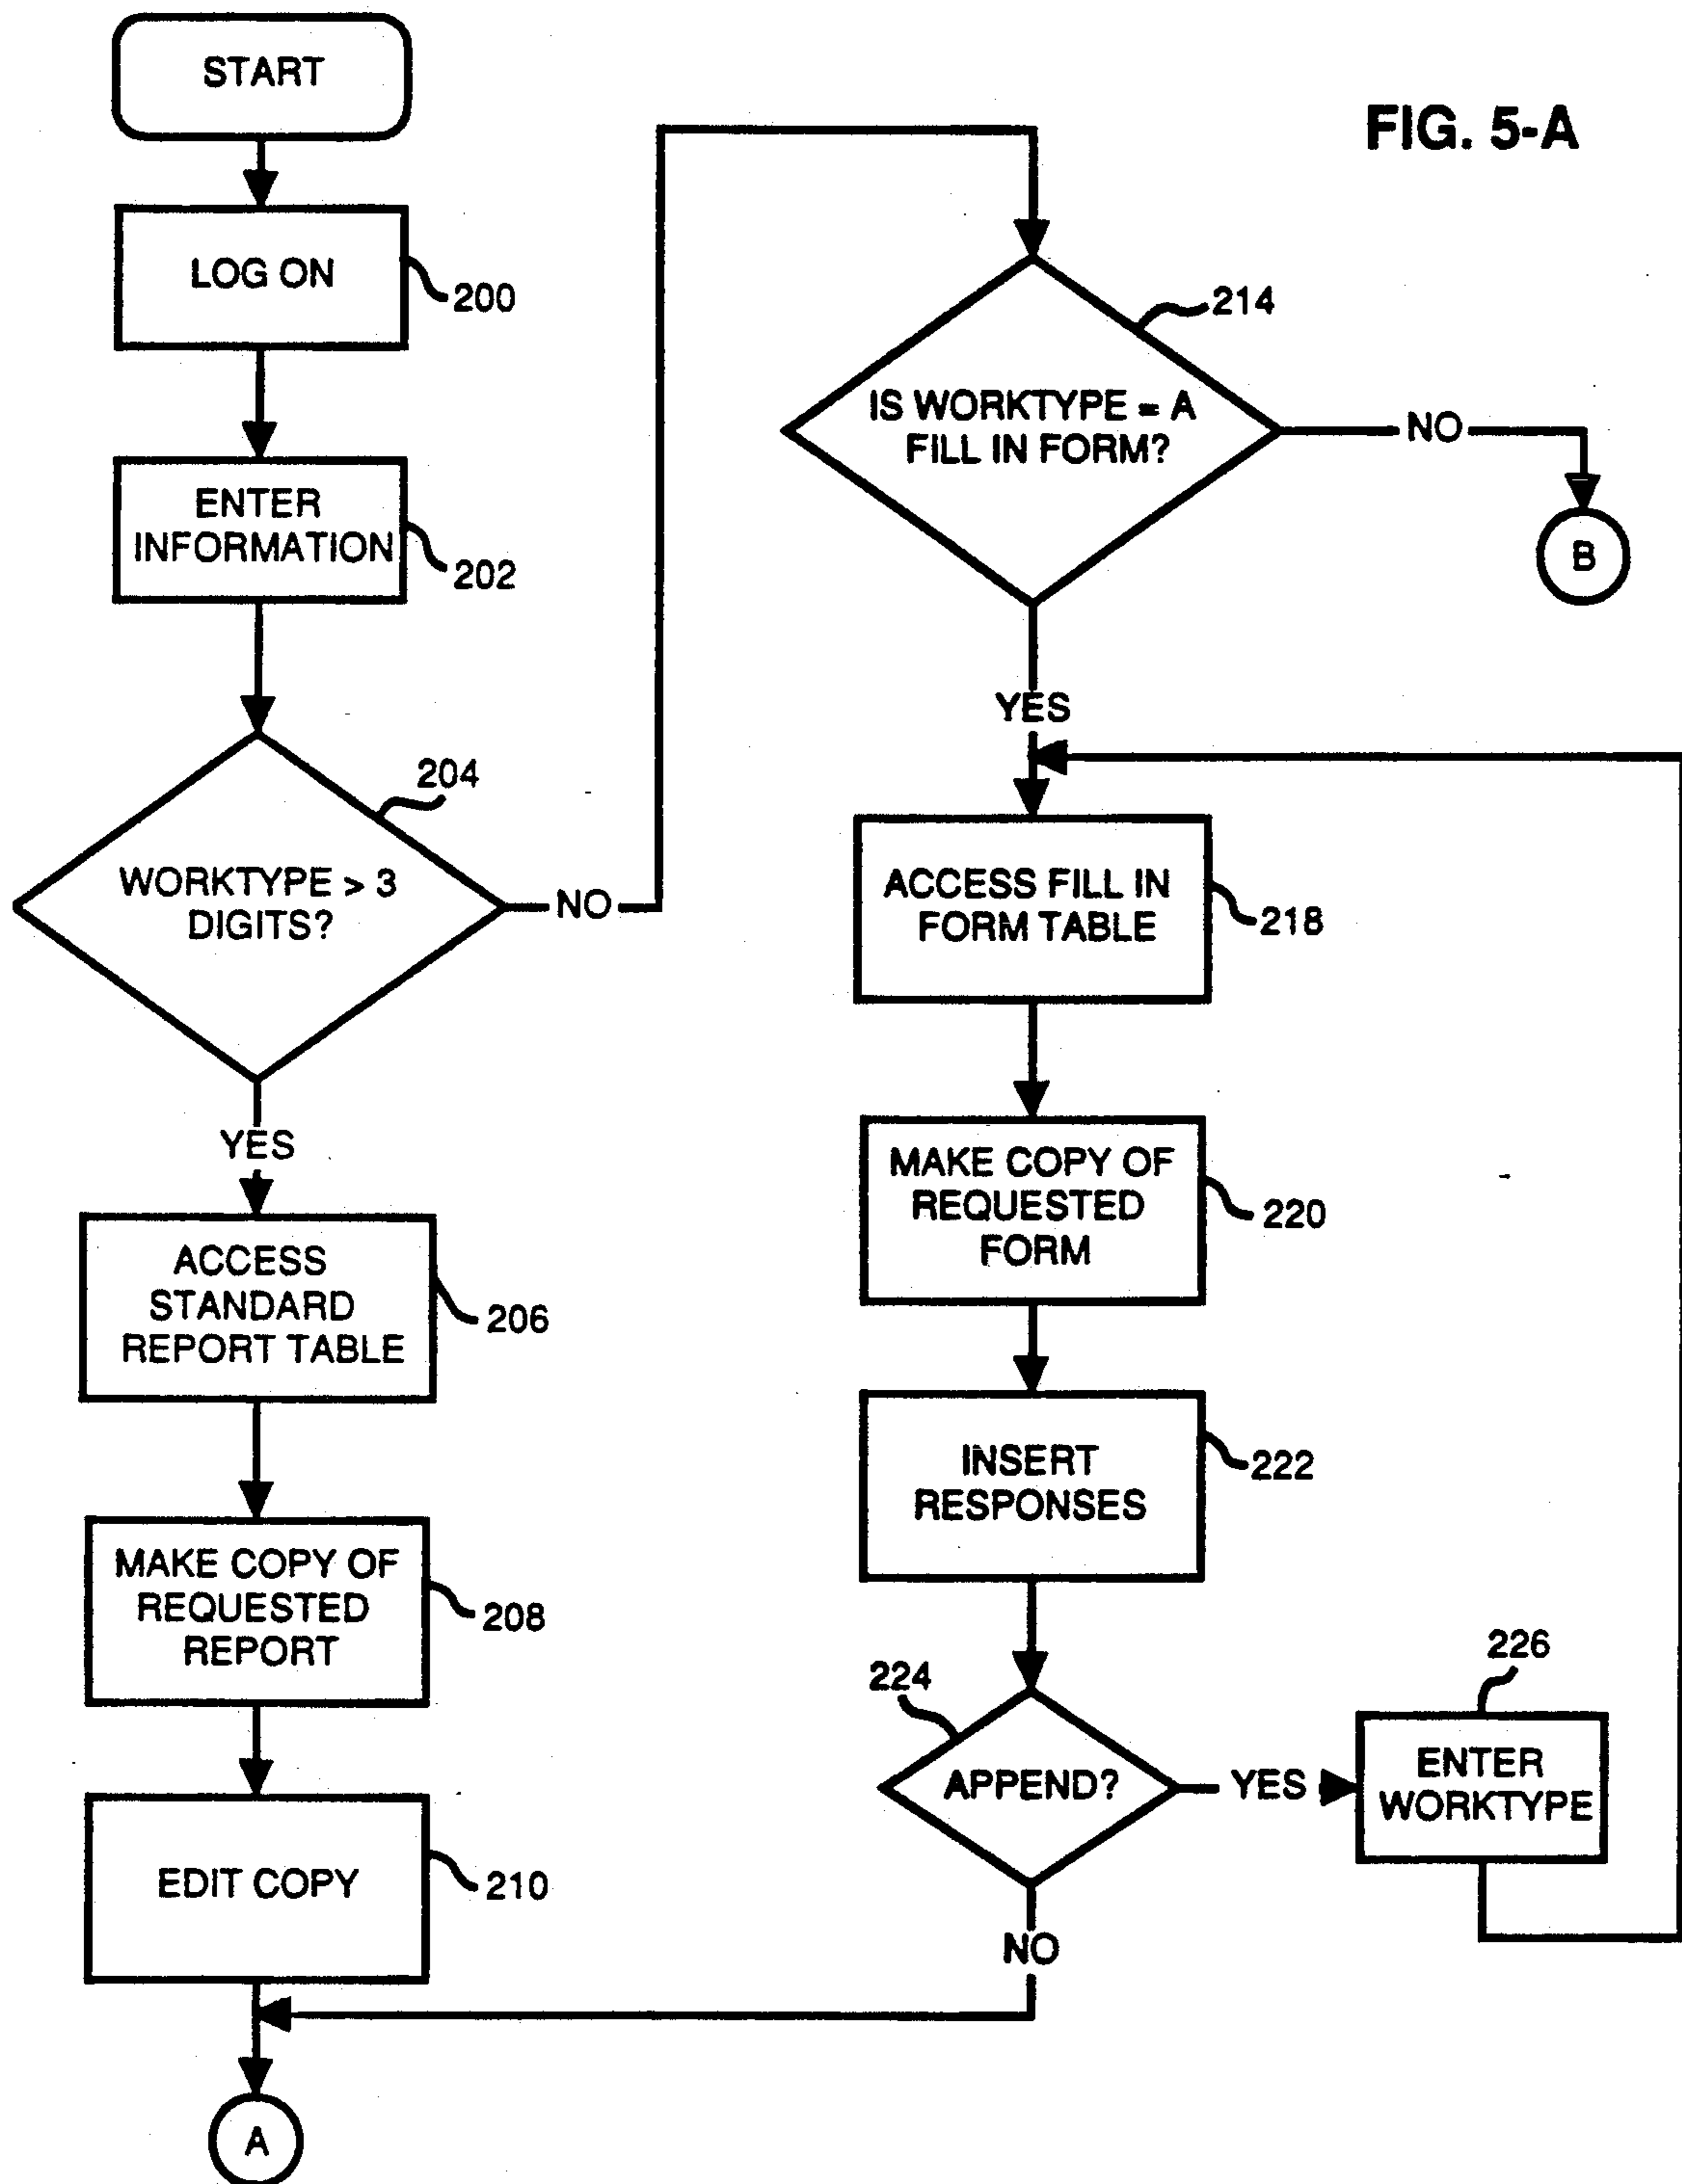 FIG. 5-A
START
LOG ON
200
ENTER
INFORMATION
202
204
WORKTYPE > 3
DIGITS?
NO
YES
ACCESS
STANDARD
REPORT TABLE
206
MAKE COPY OF
REQUESTED
REPORT
208
EDIT COPY
210
A
214
IS WORKTYPE = A
FILL IN FORM?
NO
B
YES
ACCESS FILL IN
FORM TABLE
218
MAKE COPY OF
REQUESTED
FORM
220
INSERT
RESPONSES
222
224
APPEND?
YES
226
ENTER
WORKTYPE
NO